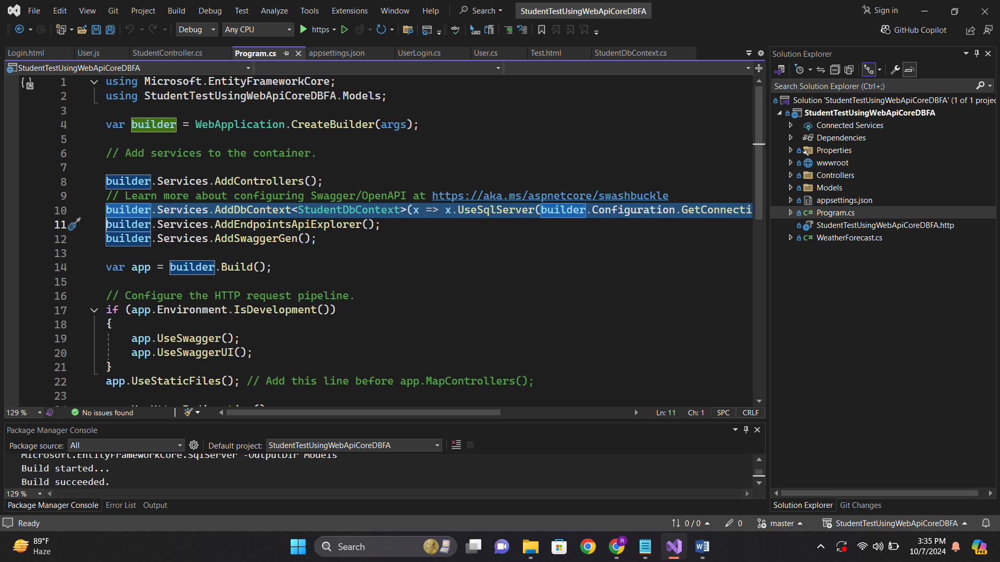 File Edit View Git Project Build Debug Test Analyze Tools Extensions Window Help Search StudentTestUsingWebApiCoreDBFA Sign in
Debug Any CPU https GitHub Copilot
Login.html User.js StudentController.cs Program.cs appsettings.json UserLogin.cs User.cs Test.html StudentDbContext.cs
StudentTestUsingWebApiCoreDBFA
1 using Microsoft.EntityFrameworkCore;
2 using StudentTestUsingWebApiCoreDBFA.Models;
3
4 var builder = WebApplication.CreateBuilder(args);
5
6 // Add services to the container.
7
8 builder.Services.AddControllers();
9 // Learn more about configuring Swagger/OpenAPI at https://aka.ms/aspnetcore/swashbuckle
10 builder.Services.AddDbContext<StudentDbContext>(x => x.UseSqlServer(builder.Configuration.GetConnecti
11 builder.Services.AddEndpointsApiExplorer();
12 builder.Services.AddSwaggerGen();
13
14 var app = builder.Build();
15
16 // Configure the HTTP request pipeline.
17 if (app.Environment.IsDevelopment())
18 {
19 app.UseSwagger();
20 app.UseSwaggerUI();
21 }
22 app.UseStaticFiles(); // Add this line before app.MapControllers();
23
129 % No issues found Ln: 11 Ch: 1 SPC CRLF
Package Manager Console
Package source: All Default project: StudentTestUsingWebApiCoreDBFA
Microsoft.EntityFrameworkCore.SqlServer -OutputDir Models
Build started...
Build succeeded.
129 %
Package Manager Console Error List Output
Solution Explorer
Search Solution Explorer (Ctrl+;)
Solution 'StudentTestUsingWebApiCoreDBFA' (1 of 1 projec
StudentTestUsingWebApiCoreDBFA
Connected Services
Dependencies
Properties
wwwroot
Controllers
Models
appsettings.json
C# Program.cs
StudentTestUsingWebApiCoreDBFA.http
C# WeatherForecast.cs
Solution Explorer Git Changes
Ready 0 / 0 0 master StudentTestUsingWebApiCoreDBFA
89°F
Haze
Search
R
W
PRE
3:35 PM
10/7/2024